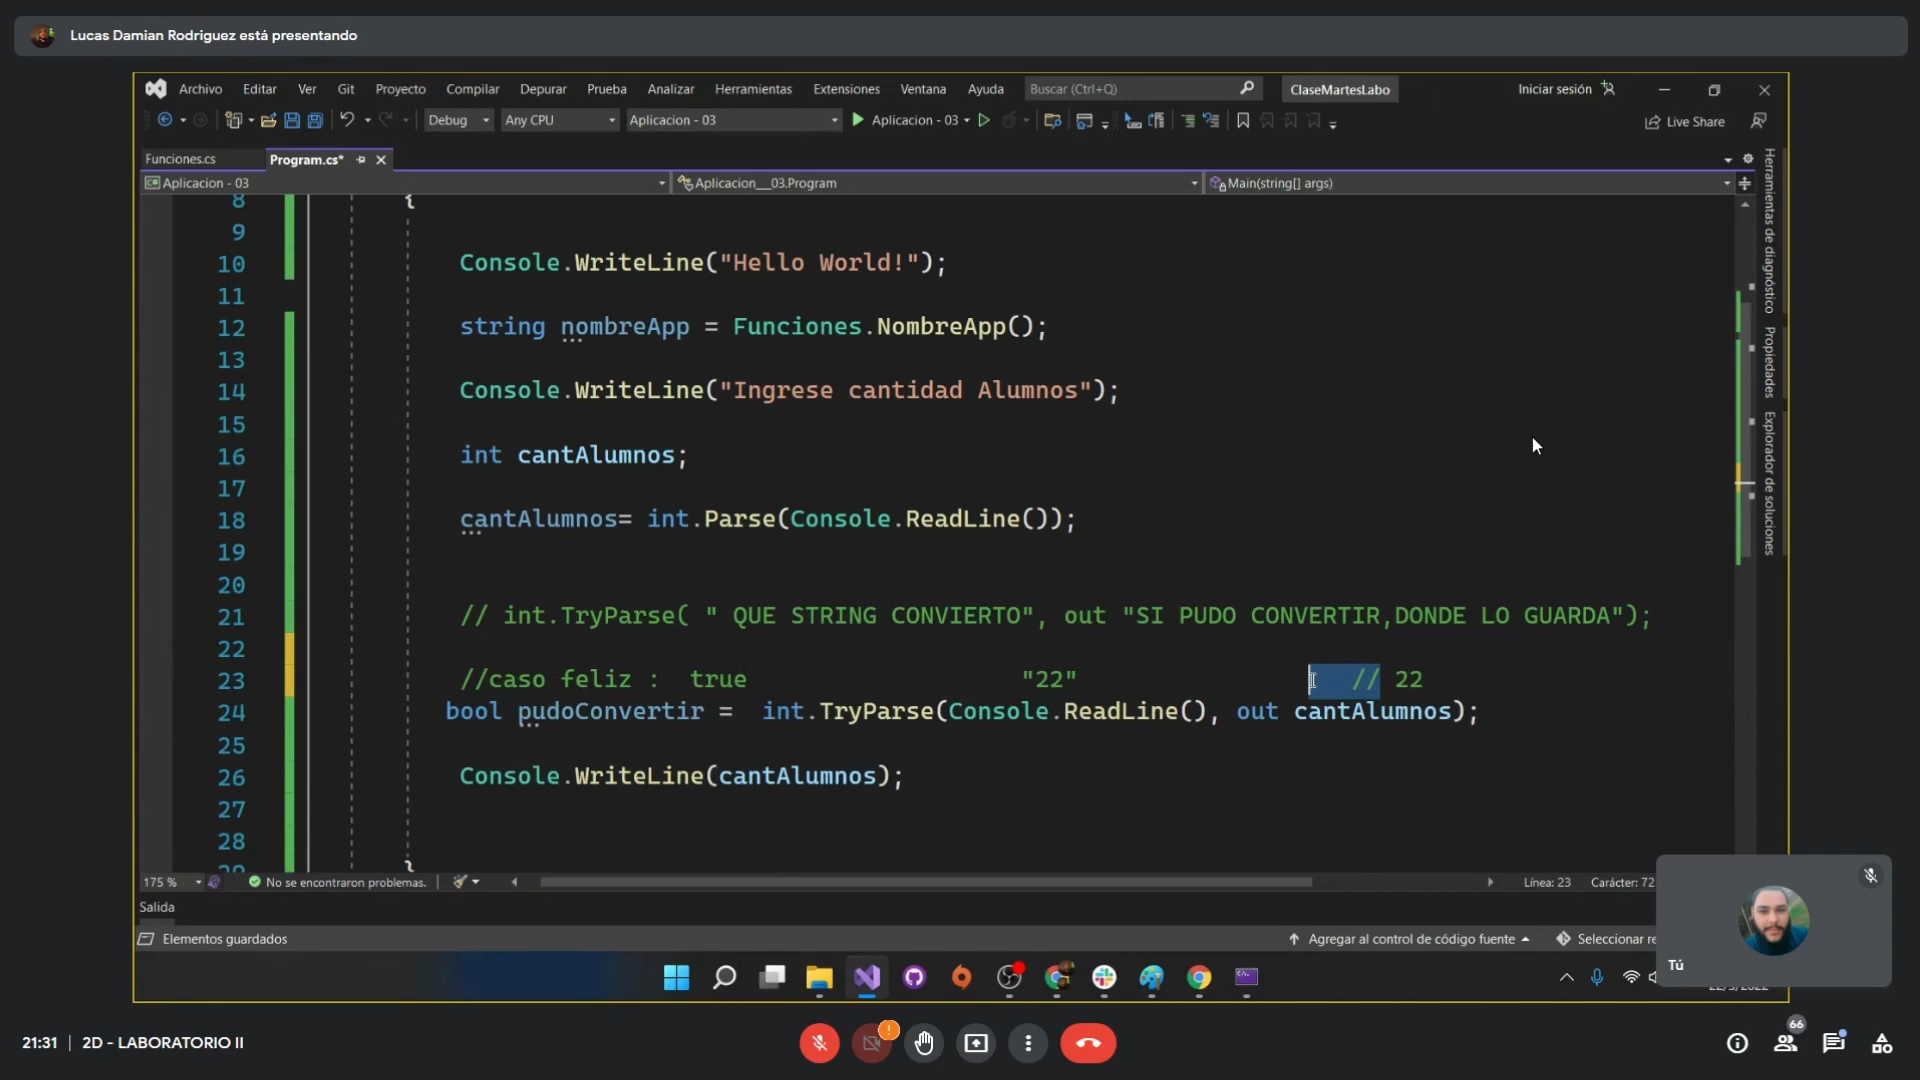 Lucas Damian Rodriguez está presentando
Archivo Editar Ver Git Proyecto Compilar Depurar Prueba Analizar Herramientas Extensiones Ventana Ayuda Buscar (Ctrl+Q) ClaseMartesLabo Iniciar sesión
Debug Any CPU Aplicacion - 03 Aplicacion - 03 Live Share
Funciones.cs Program.cs*
Aplicacion - 03 Aplicacion__03.Program Main(string[] args)
Herramientas de diagnóstico
Propiedades
Explorador de soluciones
8 {
9
10 Console.WriteLine("Hello World!");
11
12 string nombreApp = Funciones.NombreApp();
13
14 Console.WriteLine("Ingrese cantidad Alumnos");
15
16 int cantAlumnos;
17
18 cantAlumnos= int.Parse(Console.ReadLine());
19
20
21 // int.TryParse( " QUE STRING CONVIERTO", out "SI PUDO CONVERTIR,DONDE LO GUARDA");
22
23 //caso feliz : true "22" // 22
24 bool pudoConvertir = int.TryParse(Console.ReadLine(), out cantAlumnos);
25
26 Console.WriteLine(cantAlumnos);
27
28
}
175 % No se encontraron problemas. Línea: 23 Carácter: 72
Salida
Elementos guardados Agregar al control de código fuente Seleccionar re
Tú
21:31 | 2D - LABORATORIO II
66